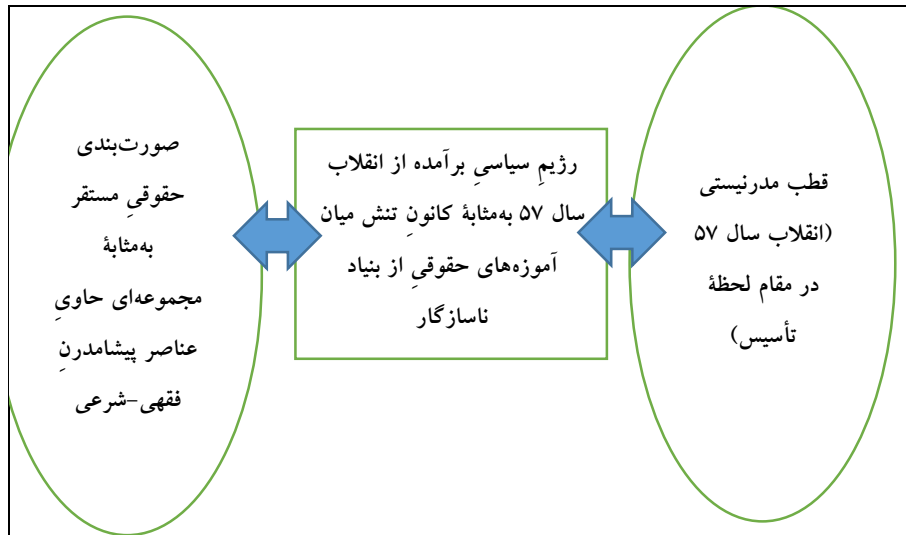 قطب مدرنیستی
(انقلاب سال ۵۷
در مقام لحظهٔ
تأسیس)
رژیمِ سیاسیِ برآمده از انقلاب
سال ۵۷ به‌مثابهٔ کانونِ تنش میان
آموزه‌های حقوقیِ از بنیاد
ناسازگار
صورت‌بندی
حقوقیِ مستقر
به‌مثابهٔ
مجموعه‌ای حاویِ
عناصر پیشامدرنِ
فقهی-شرعی